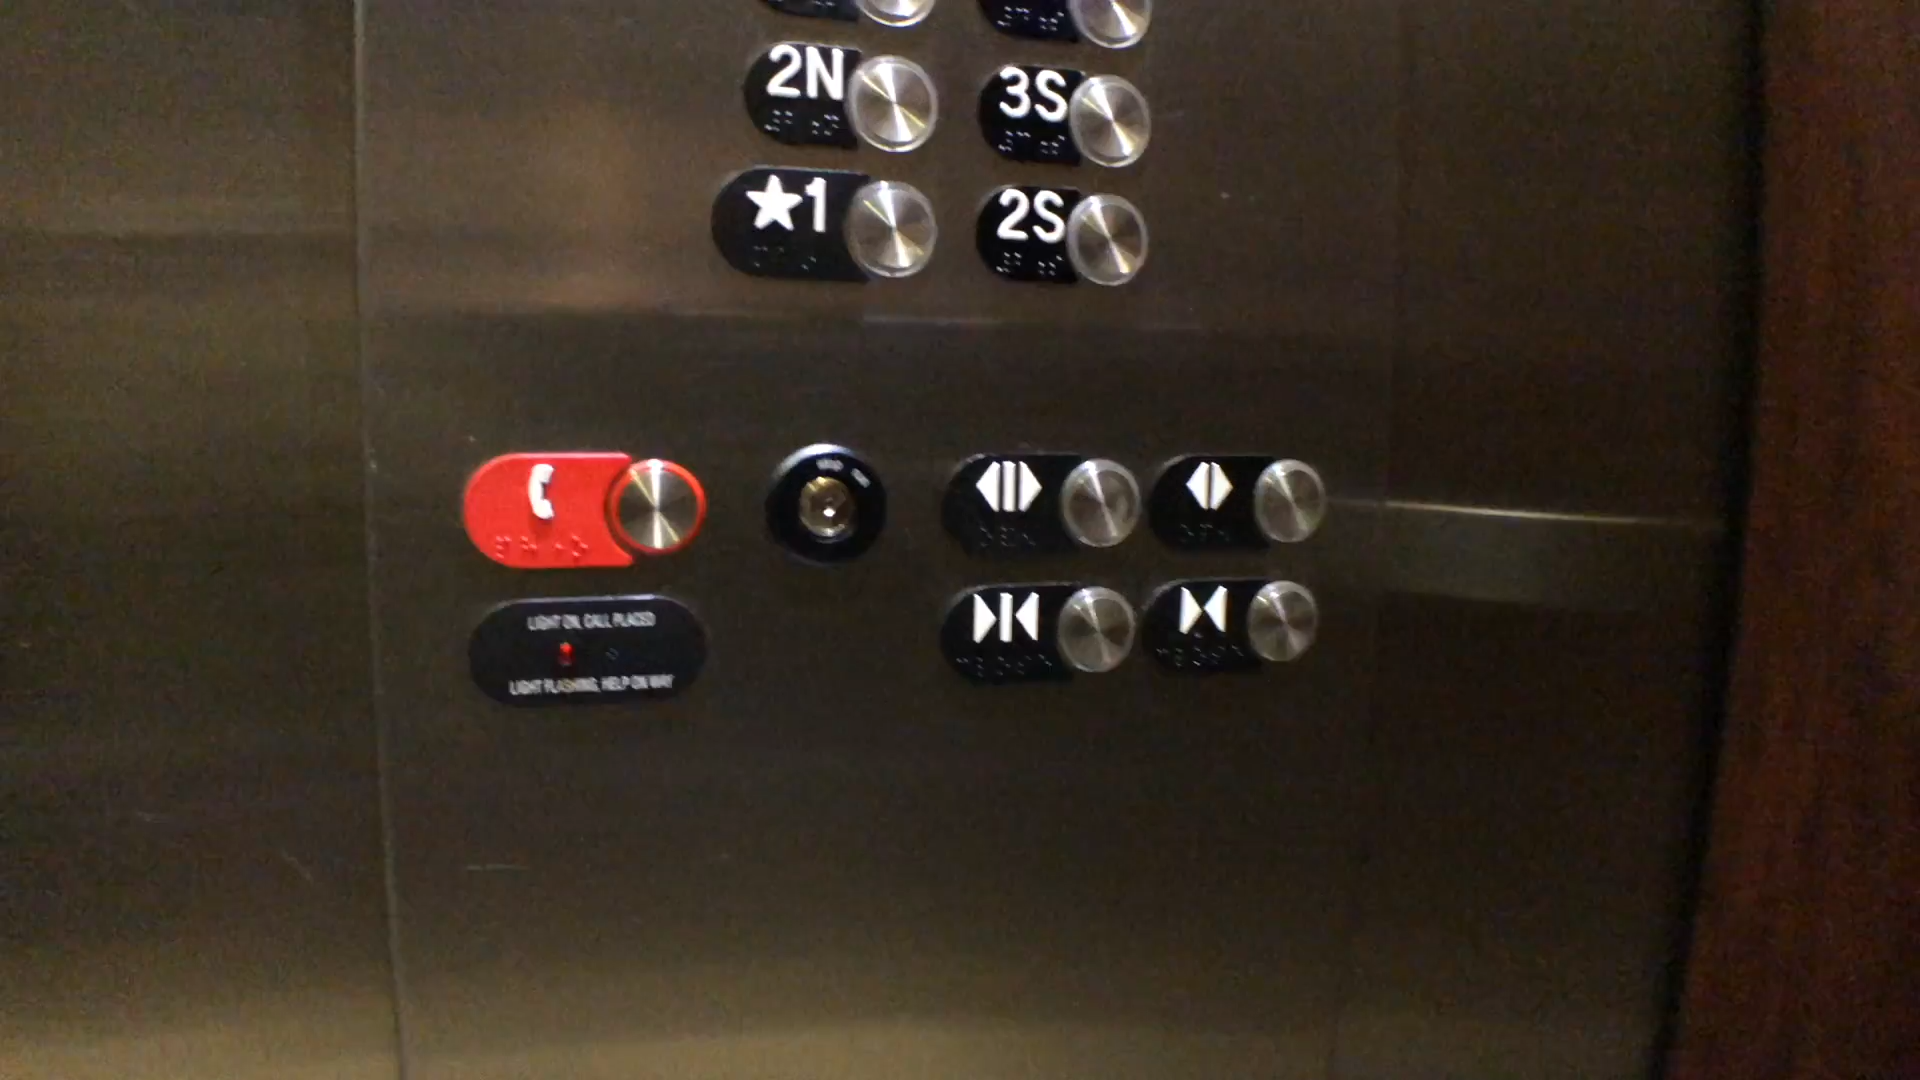 2N
3S
★1
2S
LIGHT ON, CALL PLACED
LIGHT FLASHING, HELP ON WAY